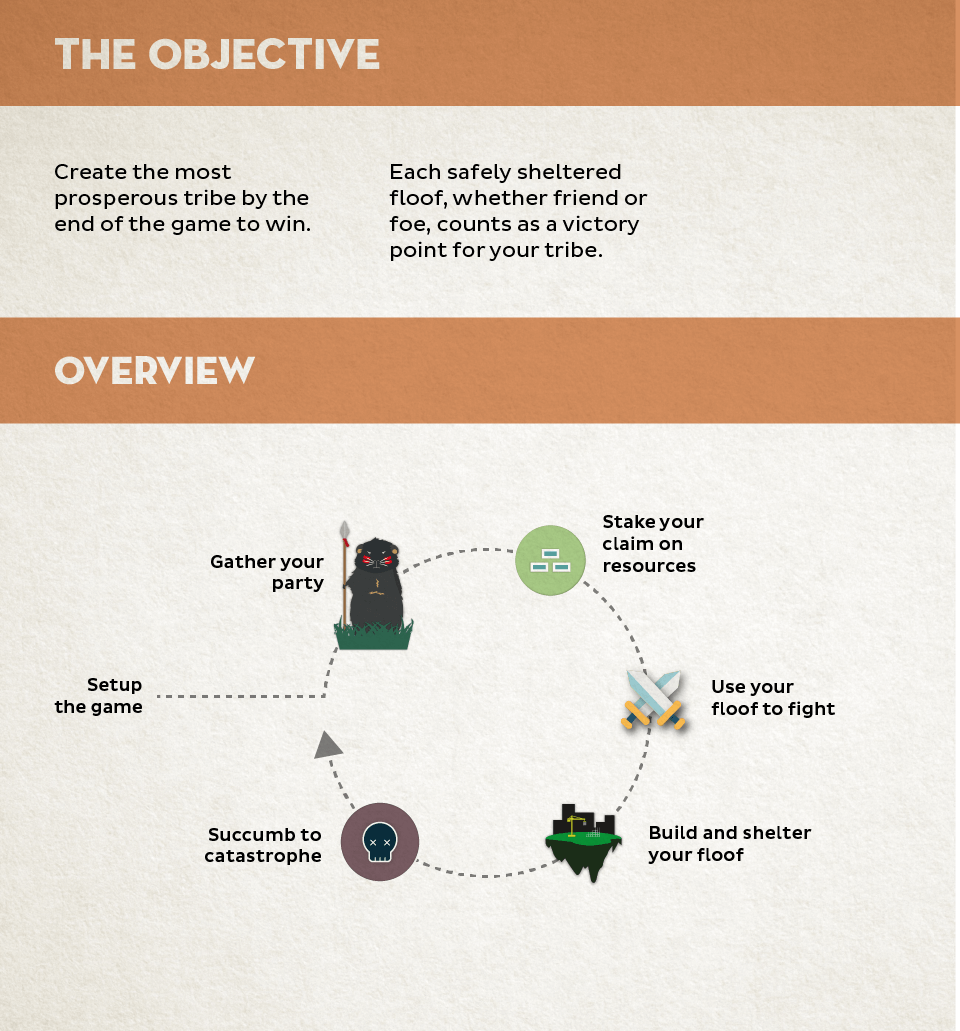 THE OBJECTIVE
Create the most
prosperous tribe by the
end of the game to win.
Each safely sheltered
floof, whether friend or
foe, counts as a victory
point for your tribe.
OVERVIEW
Setup
the game
Gather your
party
Stake your
claim on
resources
Use your
floof to fight
Build and shelter
your floof
Succumb to
catastrophe